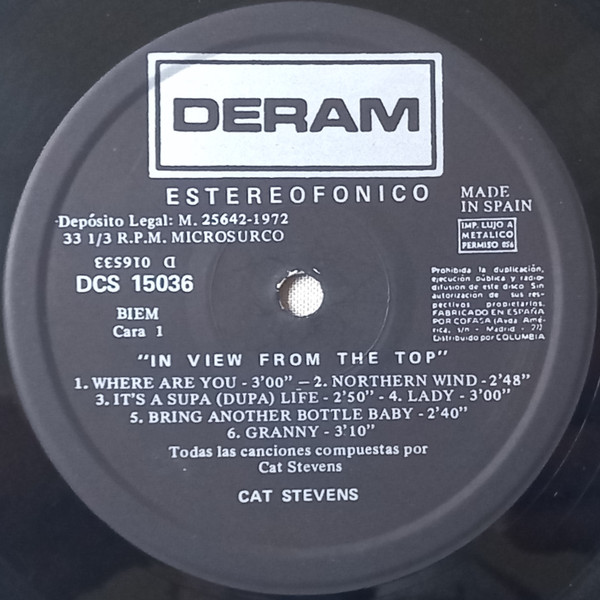 DERAM
ESTEREOFONICO
MADE
IN SPAIN
Depósito Legal: M. 25642-1972
33 1/3 R.P.M. MICROSURCO
IMP. LUJO A
METALICO
PERMISO 856
D 016533
DCS 15036
BIEM
Cara 1
Prohibida la duplicación,
ejecución pública y radio-
difusion de este disco Sin
autorizacion de sus res-
pectivos propietarios.
FABRICADO EN ESPAÑA
POR COFASA (Avda Amé-
rica, s/n - Madrid - 2/)
Distribuido por COLUMBIA
"IN VIEW FROM THE TOP"
1. WHERE ARE YOU - 3'00" - 2. NORTHERN WIND - 2'48"
3. IT'S A SUPA (DUPA) LIFE - 2'50" - 4. LADY - 3'00"
5. BRING ANOTHER BOTTLE BABY - 2'40"
6. GRANNY - 3'10"
Todas las canciones compuestas por
Cat Stevens
CAT STEVENS